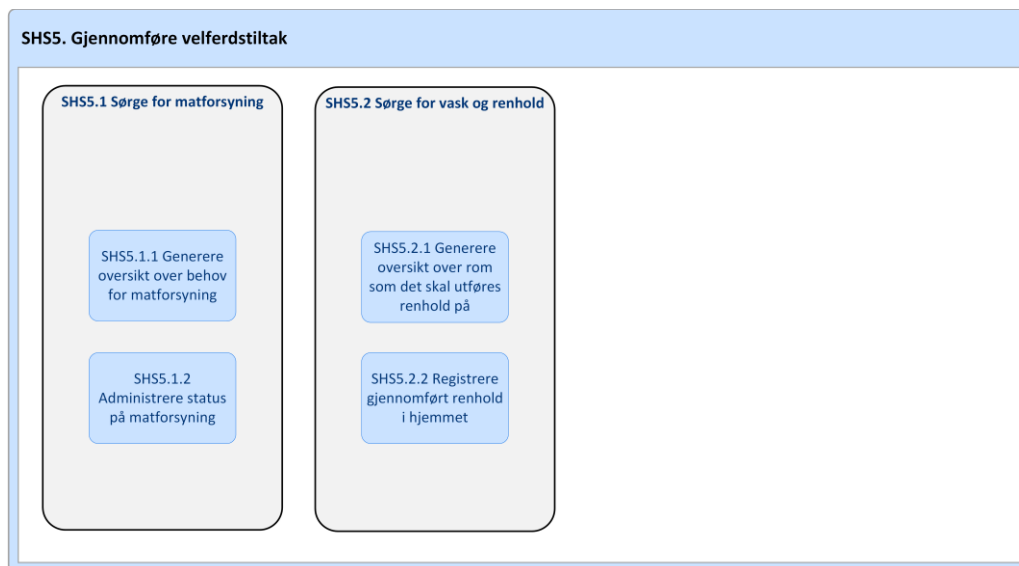 SHS5. Gjennomføre velferdstiltak
SHS5.1 Sørge for matforsyning
SHS5.1.1 Generere
oversikt over behov
for matforsyning
SHS5.1.2
Administrere status
på matforsyning
SHS5.2 Sørge for vask og renhold
SHS5.2.1 Generere
oversikt over rom
som det skal utføres
renhold på
SHS5.2.2 Registrere
gjennomført renhold
i hjemmet